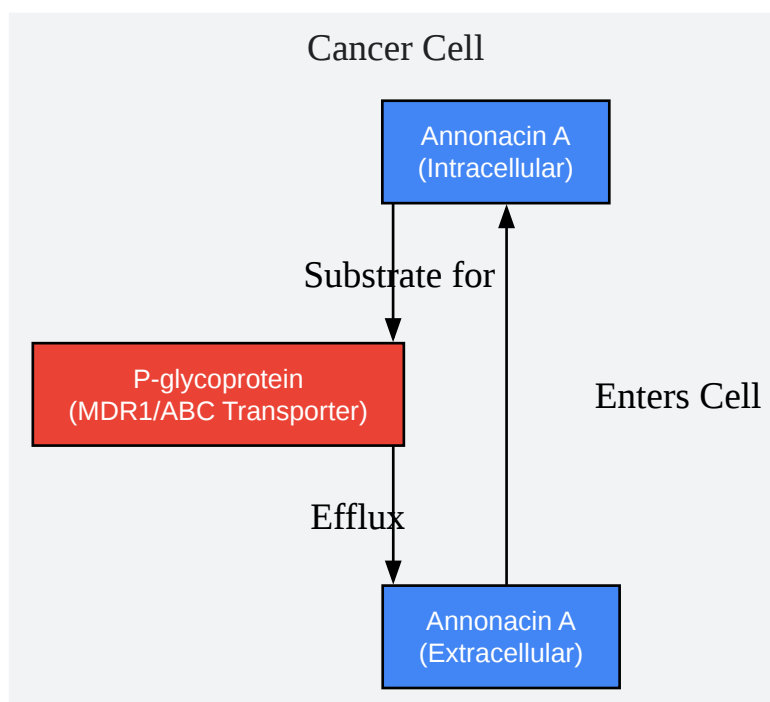 Cancer Cell
Annonacin A
(Intracellular)
Substrate for
P-glycoprotein
(MDR1/ABC Transporter)
Enters Cell
Efflux
Annonacin A
(Extracellular)